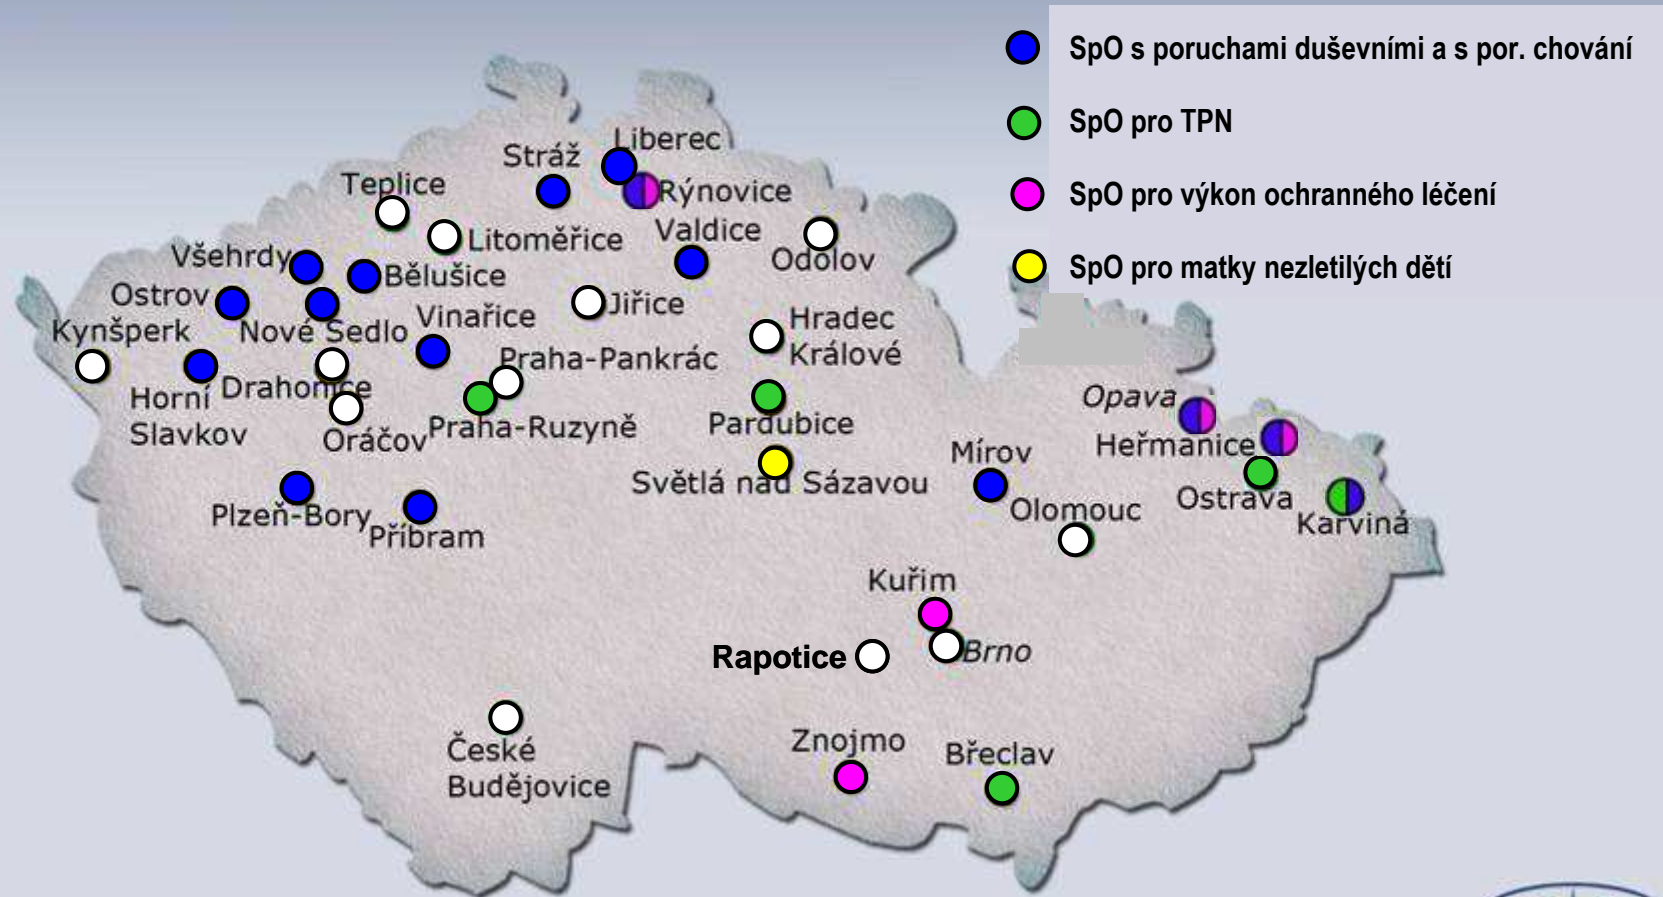 SpO s poruchami duševními a s por. chování
SpO pro TPN
SpO pro výkon ochranného léčení
SpO pro matky nezletilých dětí
Liberec
Stráž
Teplice
Rýnovice
Valdice
Litoměřice
Odolov
Všehrdy
Bělušice
Ostrov
Jiřice
Vinařice
Nové Sedlo
Kynšperk
Hradec
Králové
Praha-Pankrác
Drahonice
Horní
Slavkov
Opava
Oráčov
Praha-Ruzyně
Pardubice
Heřmanice
Mírov
Světlá nad Sázavou
Ostrava
Olomouc
Karviná
Plzeň-Bory
Příbram
Kuřim
Rapotice
Brno
Znojmo
Břeclav
České
Budějovice